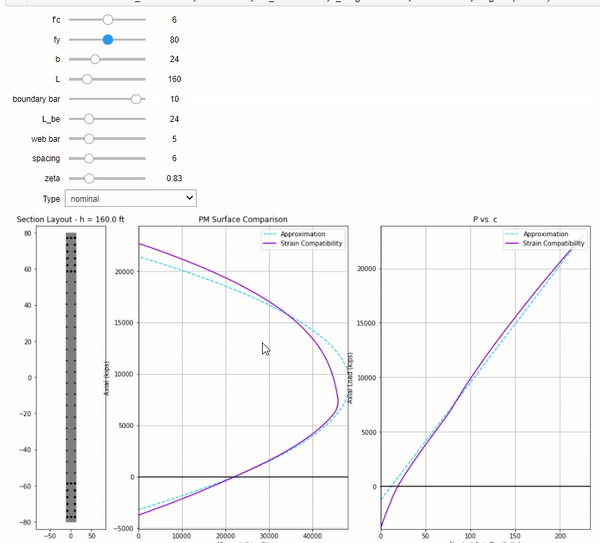 f'c 6
fy 80
b 24
L 160
boundary bar 10
L_be 24
web bar 5
spacing 6
zeta 0.83
Type nominal
Section Layout - h = 160.0 ft
80
60
40
20
0
−20
−40
−60
−80
−50 0 50
PM Surface Comparison
Approximation
Strain Compatibility
Axial (kips)
20000
15000
10000
5000
0
−5000
0 10000 20000 30000 40000
P vs. c
Approximation
Strain Compatibility
Axial Load (kips)
20000
15000
10000
5000
0
0 50 100 150 200